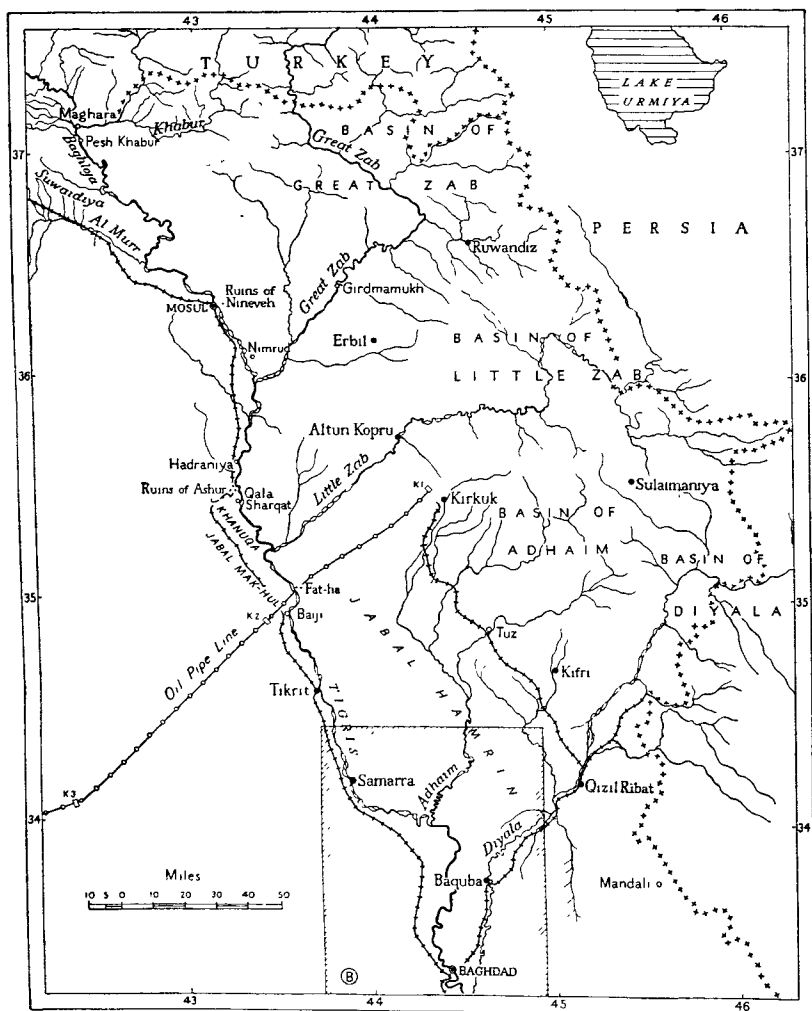 43 44 45 46
TURKEY
LAKE
URMIYA
Maghara
Khabur
Great Zab
BASIN OF
Pesh Khabur
37 37
Baghloja
GREAT ZAB
Suwaidiya
Al Murr
PERSIA
Ruwandiz
Ruins of
Nineveh
Great Zab
Girdmamukh
MOSUL
Nimrud
Erbil
BASIN OF
36 LITTLE ZAB 36
Altun Kopru
Hadraniya
Little Zab
K1
Ruins of Ashur
Qala
Sharqat
Kirkuk
Sulaimaniya
BASIN OF
ADHAIM
KHANUQA
JABAL MAK-HUL
BASIN OF
Fat-ha
35 35
K2
Baiji
JABAL HAMRIN
DIYALA
Tuz
Oil Pipe Line
Kifri
Tikrit
TIGRIS
Samarra
Adhaim
Qizil Ribat
K3
34 34
Diyala
Miles
10 5 0 10 20 30 40 50
Baquba
Mandali
B
BAGHDAD
43 44 45 46